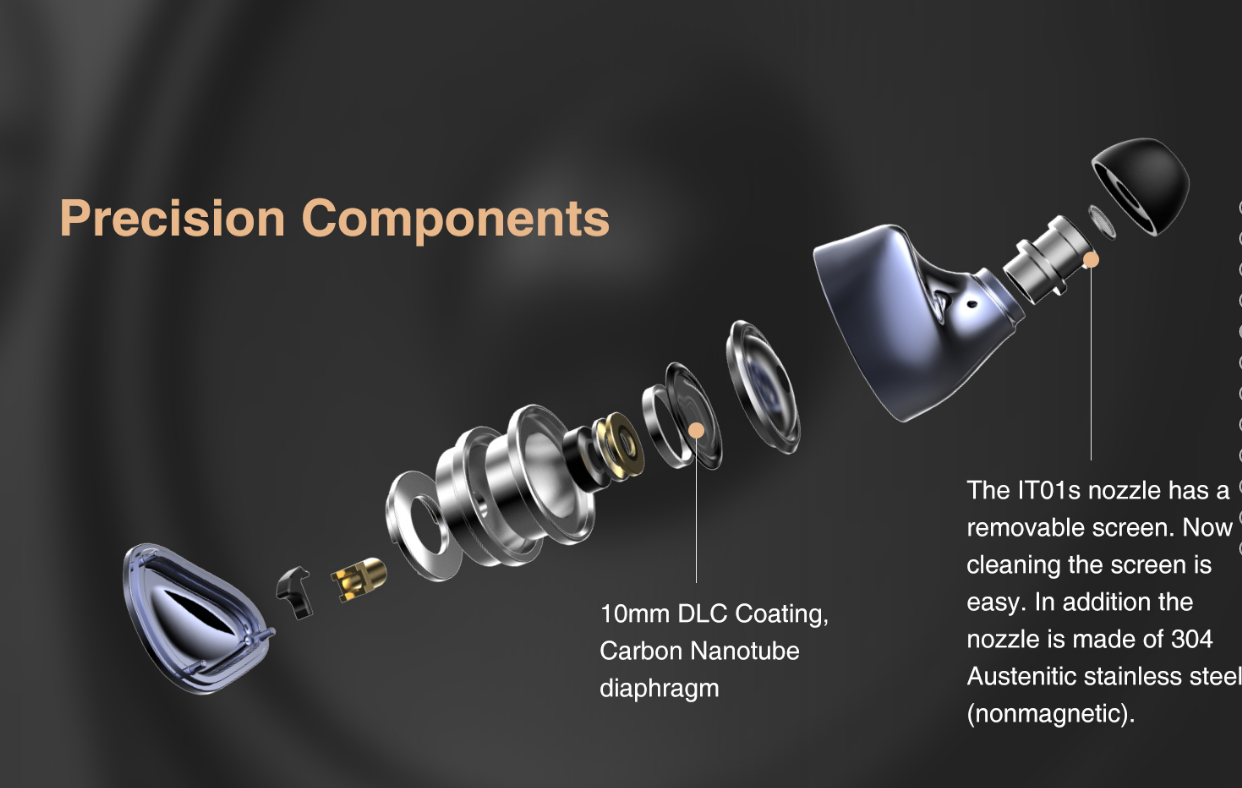 Precision Components
10mm DLC Coating,
Carbon Nanotube
diaphragm
The IT01s nozzle has a
removable screen. Now
cleaning the screen is
easy. In addition the
nozzle is made of 304
Austenitic stainless steel
(nonmagnetic).